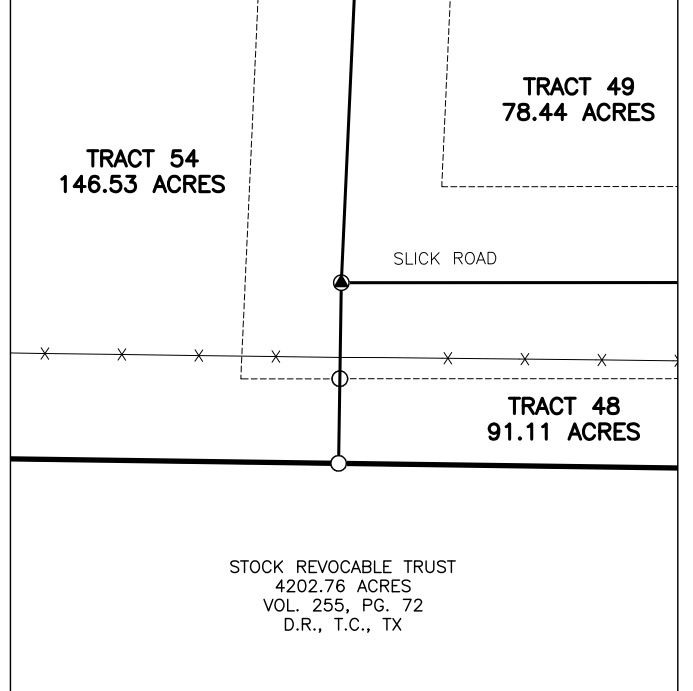 TRACT 49
78.44 ACRES
TRACT 54
146.53 ACRES
SLICK ROAD
TRACT 48
91.11 ACRES
STOCK REVOCABLE TRUST
4202.76 ACRES
VOL. 255, PG. 72
D.R., T.C., TX